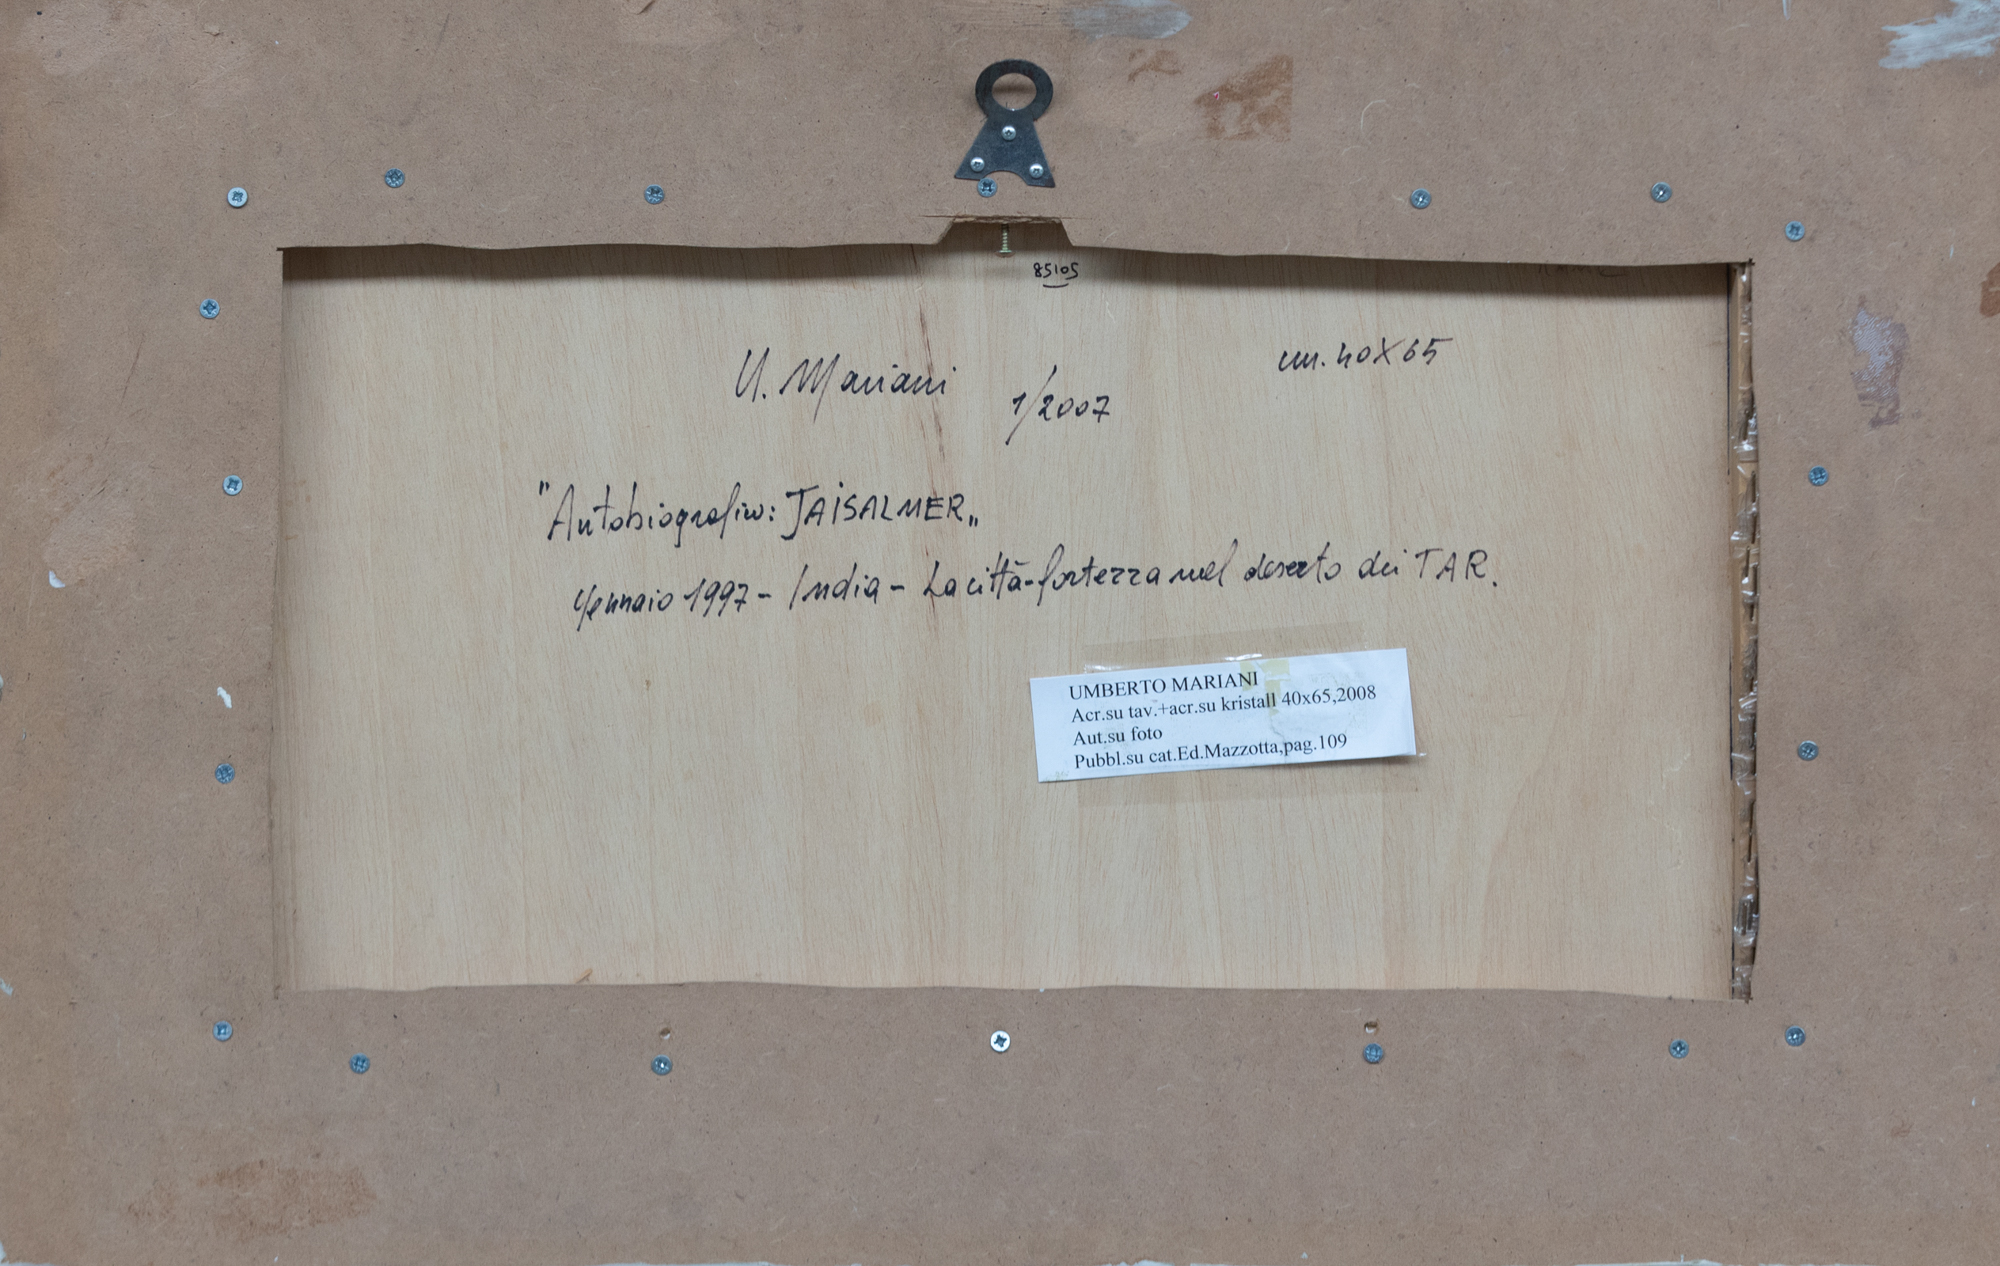 85105
U. Mariani
1/2007
cm. 40X65
"Autobiografico: JAISALMER„
Gennaio 1997 - India - La città-fortezza nel deserto dei TAR.
UMBERTO MARIANI
Acr.su tav.+acr.su kristall 40x65,2008
Aut.su foto
Pubbl.su cat.Ed.Mazzotta,pag.109